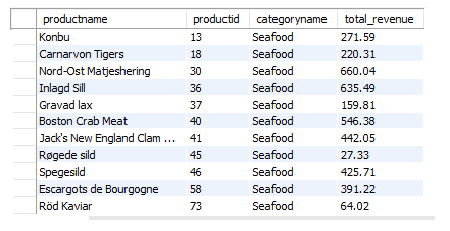 productname productid categoryname total_revenue
Konbu 13 Seafood 271.59
Carnarvon Tigers 18 Seafood 220.31
Nord-Ost Matjeshering 30 Seafood 660.04
Inlagd Sill 36 Seafood 635.49
Gravad lax 37 Seafood 159.81
Boston Crab Meat 40 Seafood 546.38
Jack's New England Clam ... 41 Seafood 442.05
Røgede sild 45 Seafood 27.33
Spegesild 46 Seafood 425.71
Escargots de Bourgogne 58 Seafood 391.22
Röd Kaviar 73 Seafood 64.02